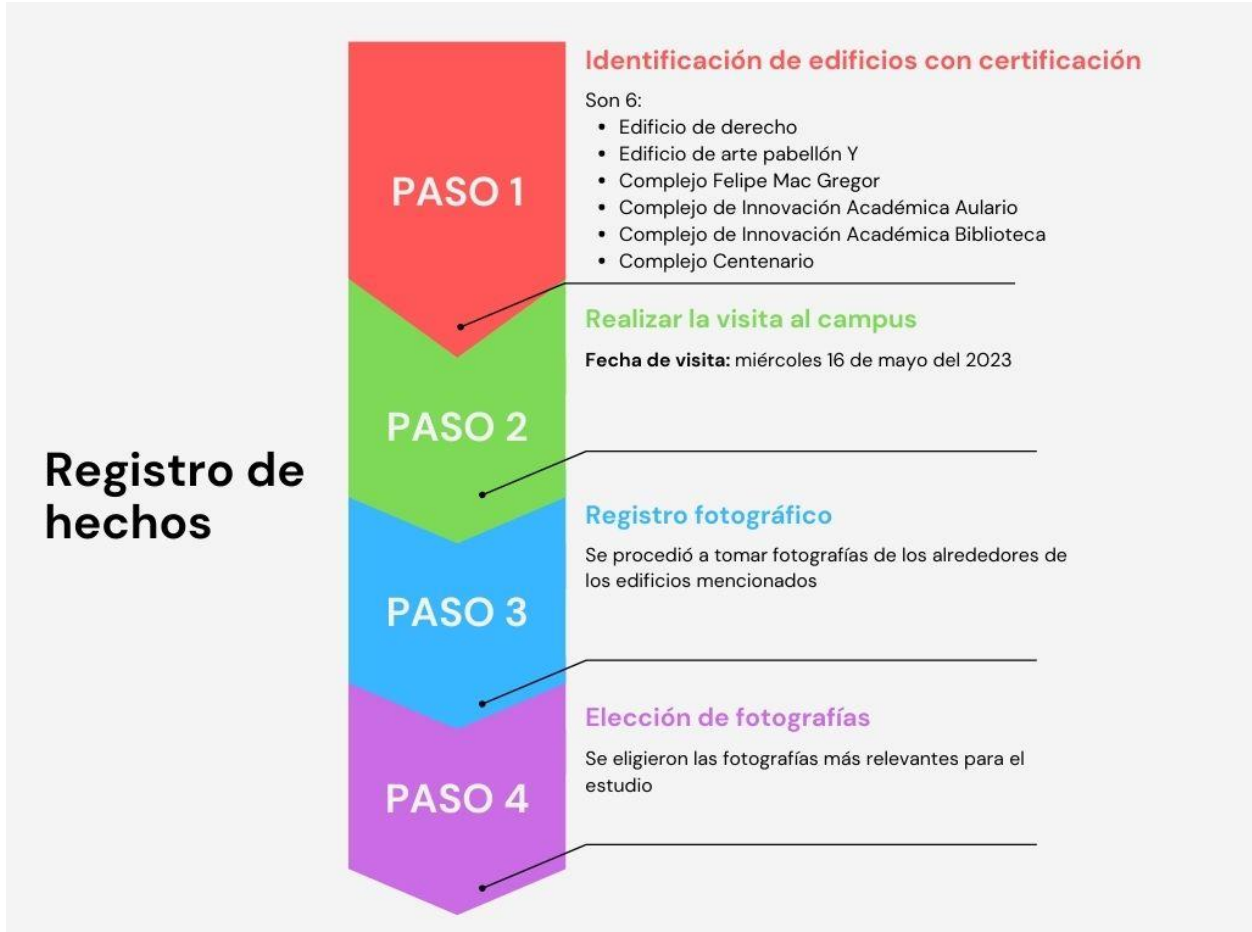 Registro de
hechos
PASO 1
Identificación de edificios con certificación
Son 6:
• Edificio de derecho
• Edificio de arte pabellón Y
• Complejo Felipe Mac Gregor
• Complejo de Innovación Académica Aulario
• Complejo de Innovación Académica Biblioteca
• Complejo Centenario
PASO 2
Realizar la visita al campus
Fecha de visita: miércoles 16 de mayo del 2023
PASO 3
Registro fotográfico
Se procedió a tomar fotografías de los alrededores de
los edificios mencionados
PASO 4
Elección de fotografías
Se eligieron las fotografías más relevantes para el
estudio